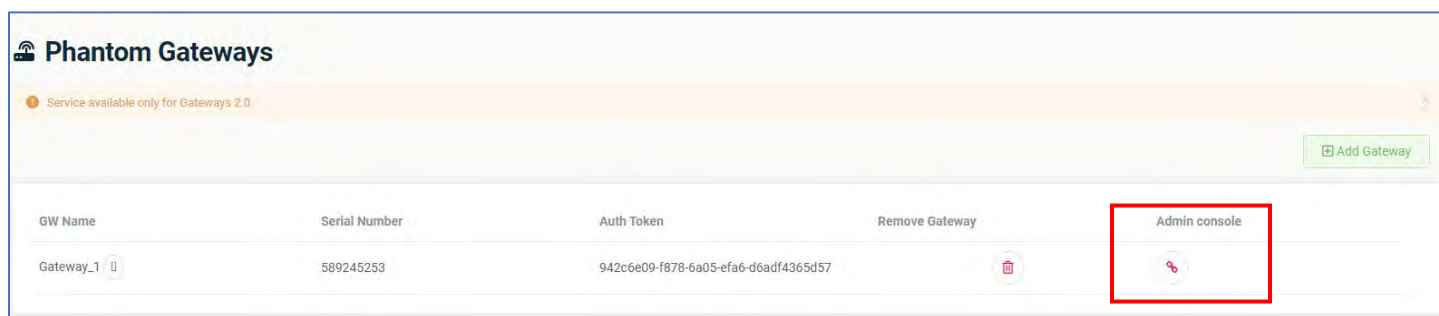 Phantom Gateways
Service available only for Gateways 2.0
Add Gateway
GW Name Serial Number Auth Token Remove Gateway Admin console
Gateway_1 589245253 942c6e09-f878-6a05-efa6-d6adf4365d57